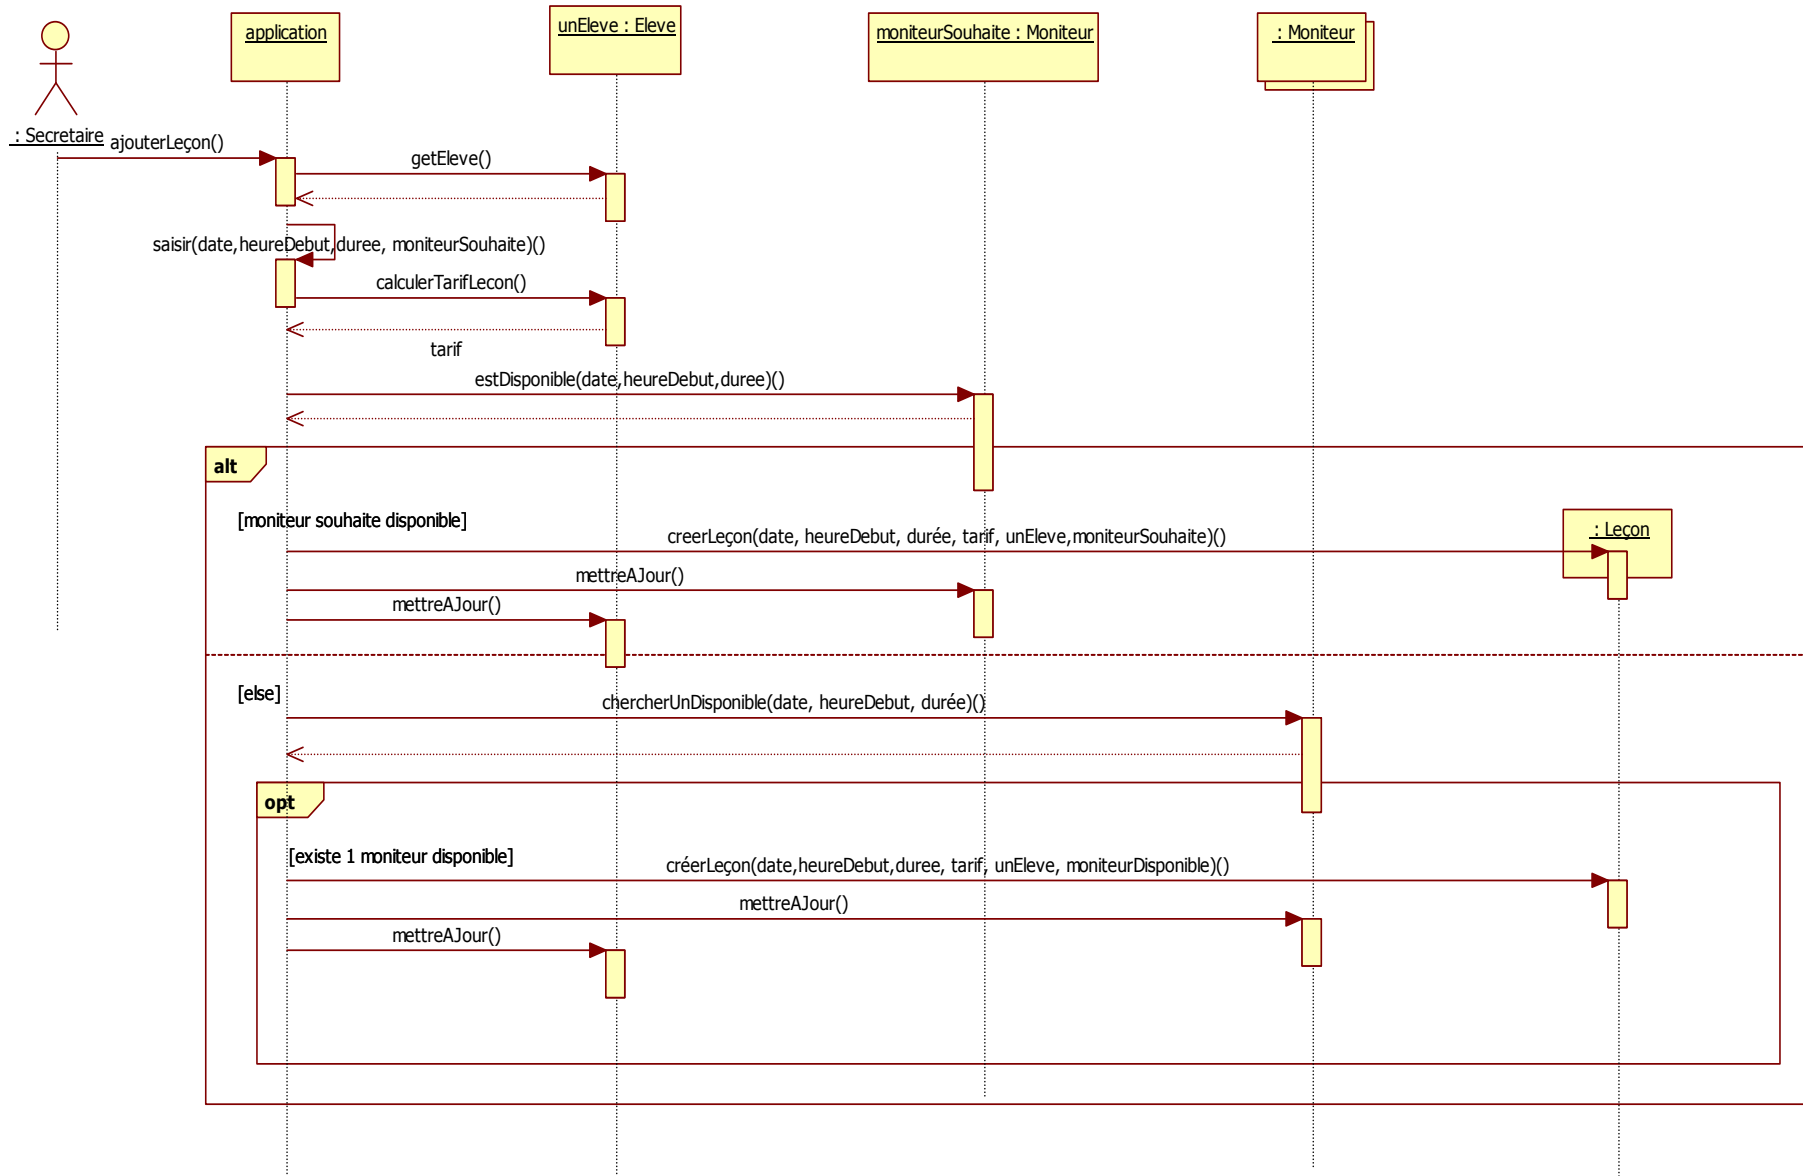 application
unEleve : Eleve
moniteurSouhaite : Moniteur
: Moniteur
: Secretaire
ajouterLeçon()
getEleve()
saisir(date,heureDebut,duree, moniteurSouhaite)()
calculerTarifLecon()
tarif
estDisponible(date,heureDebut,duree)()
alt
[moniteur souhaite disponible]
creerLeçon(date, heureDebut, durée, tarif, unEleve,moniteurSouhaite)()
: Leçon
mettreAJour()
mettreAJour()
[else]
chercherUnDisponible(date, heureDebut, durée)()
opt
[existe 1 moniteur disponible]
créerLeçon(date,heureDebut,duree, tarif, unEleve, moniteurDisponible)()
mettreAJour()
mettreAJour()